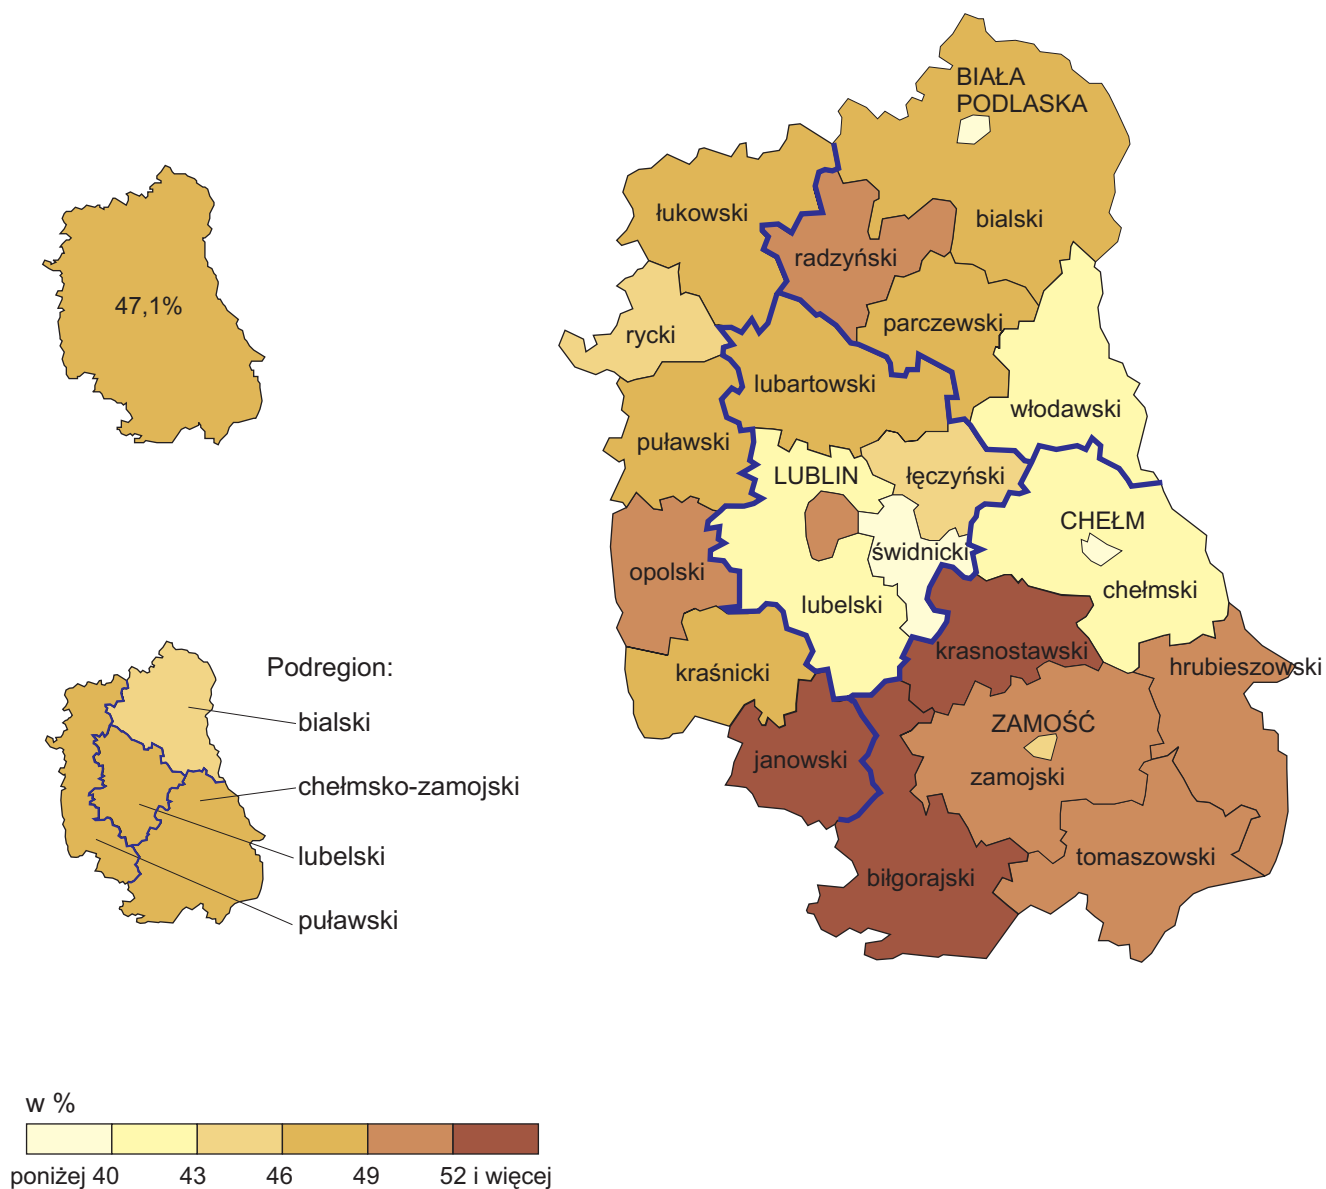 BIAŁA
PODLASKA
łukowski
bialski
radzyński
47,1%
rycki
parczewski
lubartowski
włodawski
puławski
LUBLIN
łęczyński
CHEŁM
świdnicki
opolski
chełmski
lubelski
krasnostawski
hrubieszowski
kraśnicki
ZAMOŚĆ
janowski
zamojski
tomaszowski
biłgorajski
Podregion:
bialski
chełmsko-zamojski
lubelski
puławski
w %
poniżej 40 43 46 49 52 i więcej